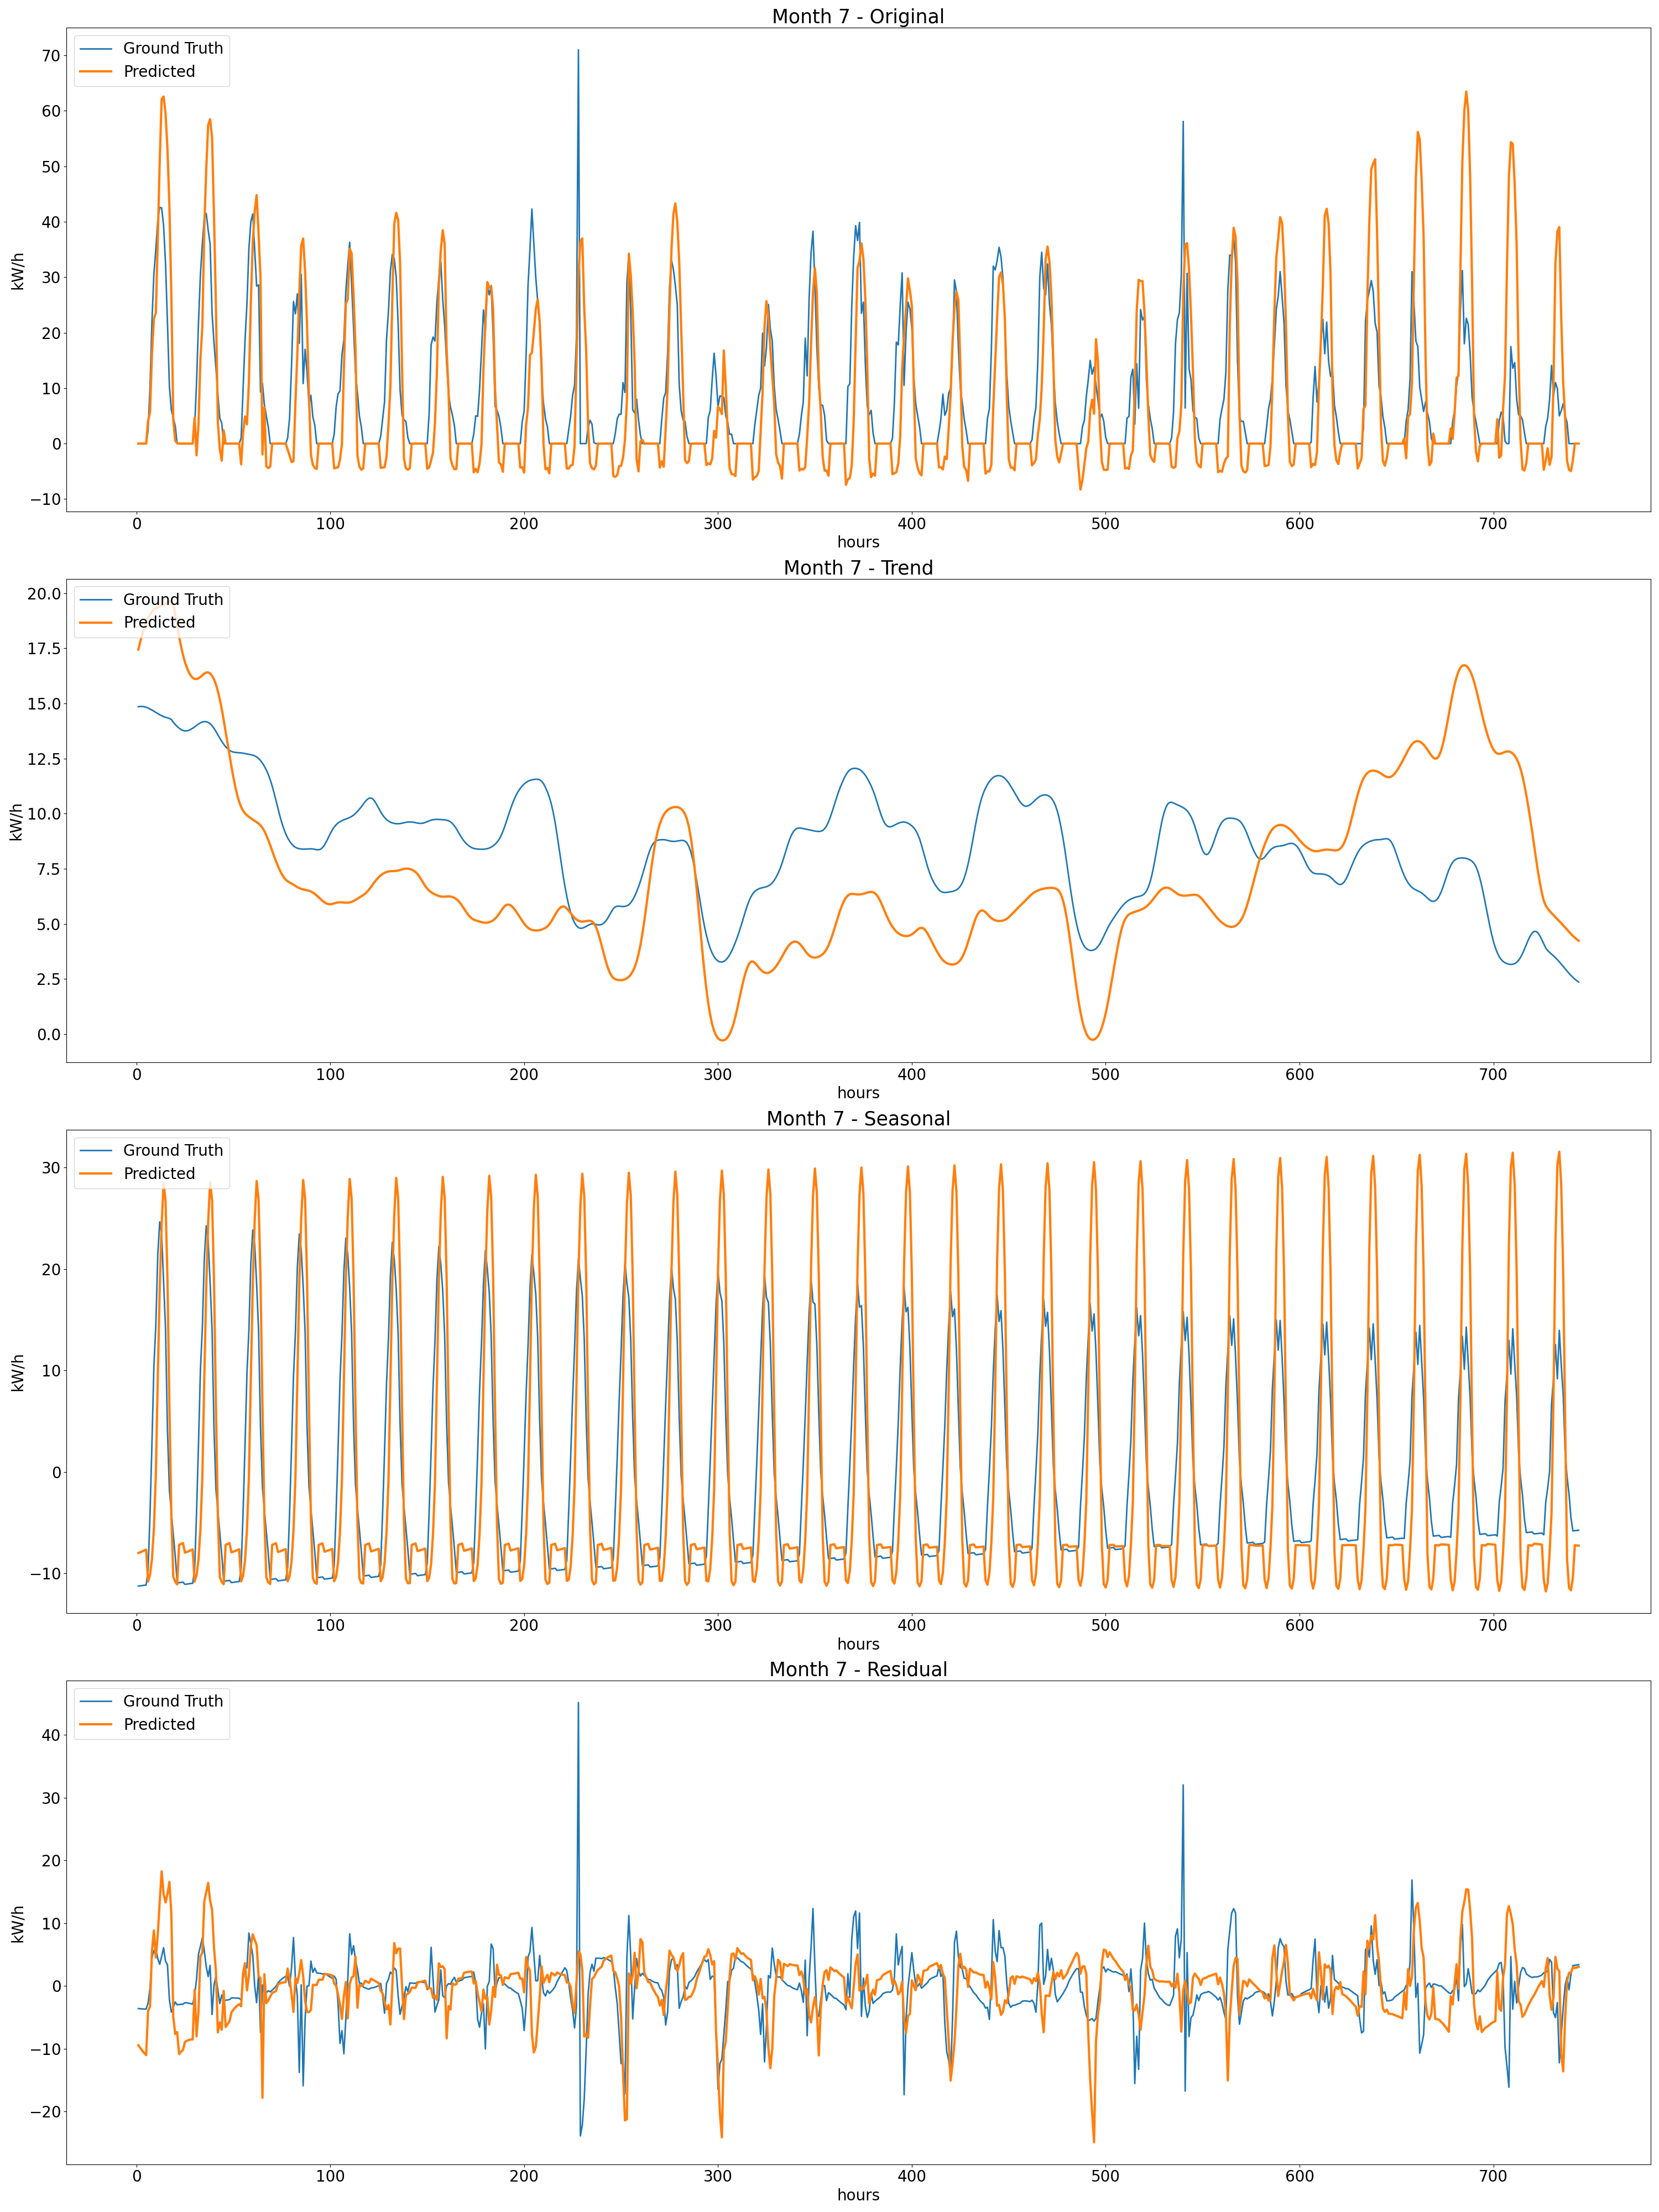 Month 7 - Original
Ground Truth
Predicted
70
60
50
40
30
20
10
0
−10
kW/h
0 100 200 300 400 500 600 700
hours
Month 7 - Trend
Ground Truth
Predicted
20.0
17.5
15.0
12.5
10.0
7.5
5.0
2.5
0.0
kW/h
0 100 200 300 400 500 600 700
hours
Month 7 - Seasonal
Ground Truth
Predicted
30
20
10
0
−10
kW/h
0 100 200 300 400 500 600 700
hours
Month 7 - Residual
Ground Truth
Predicted
40
30
20
10
0
−10
−20
kW/h
0 100 200 300 400 500 600 700
hours